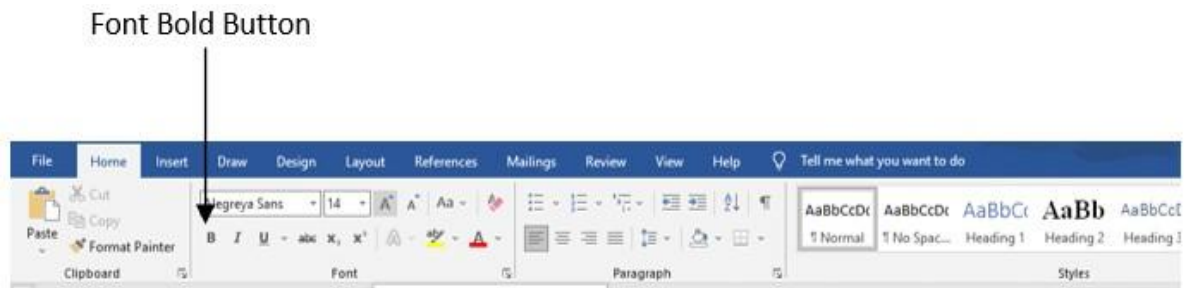 Font Bold Button
File Home Insert Draw Design Layout References Mailings Review View Help Tell me what you want to do
Cut
Copy
Paste
Format Painter
Clipboard
legreya Sans 14 A A Aa
B I U abc x, x' A aby A
Font
Paragraph
AaBbCcDc AaBbCcDc AaBbCc AaBb AaBbCcD
¶ Normal ¶ No Spac... Heading 1 Heading 2 Heading 3
Styles